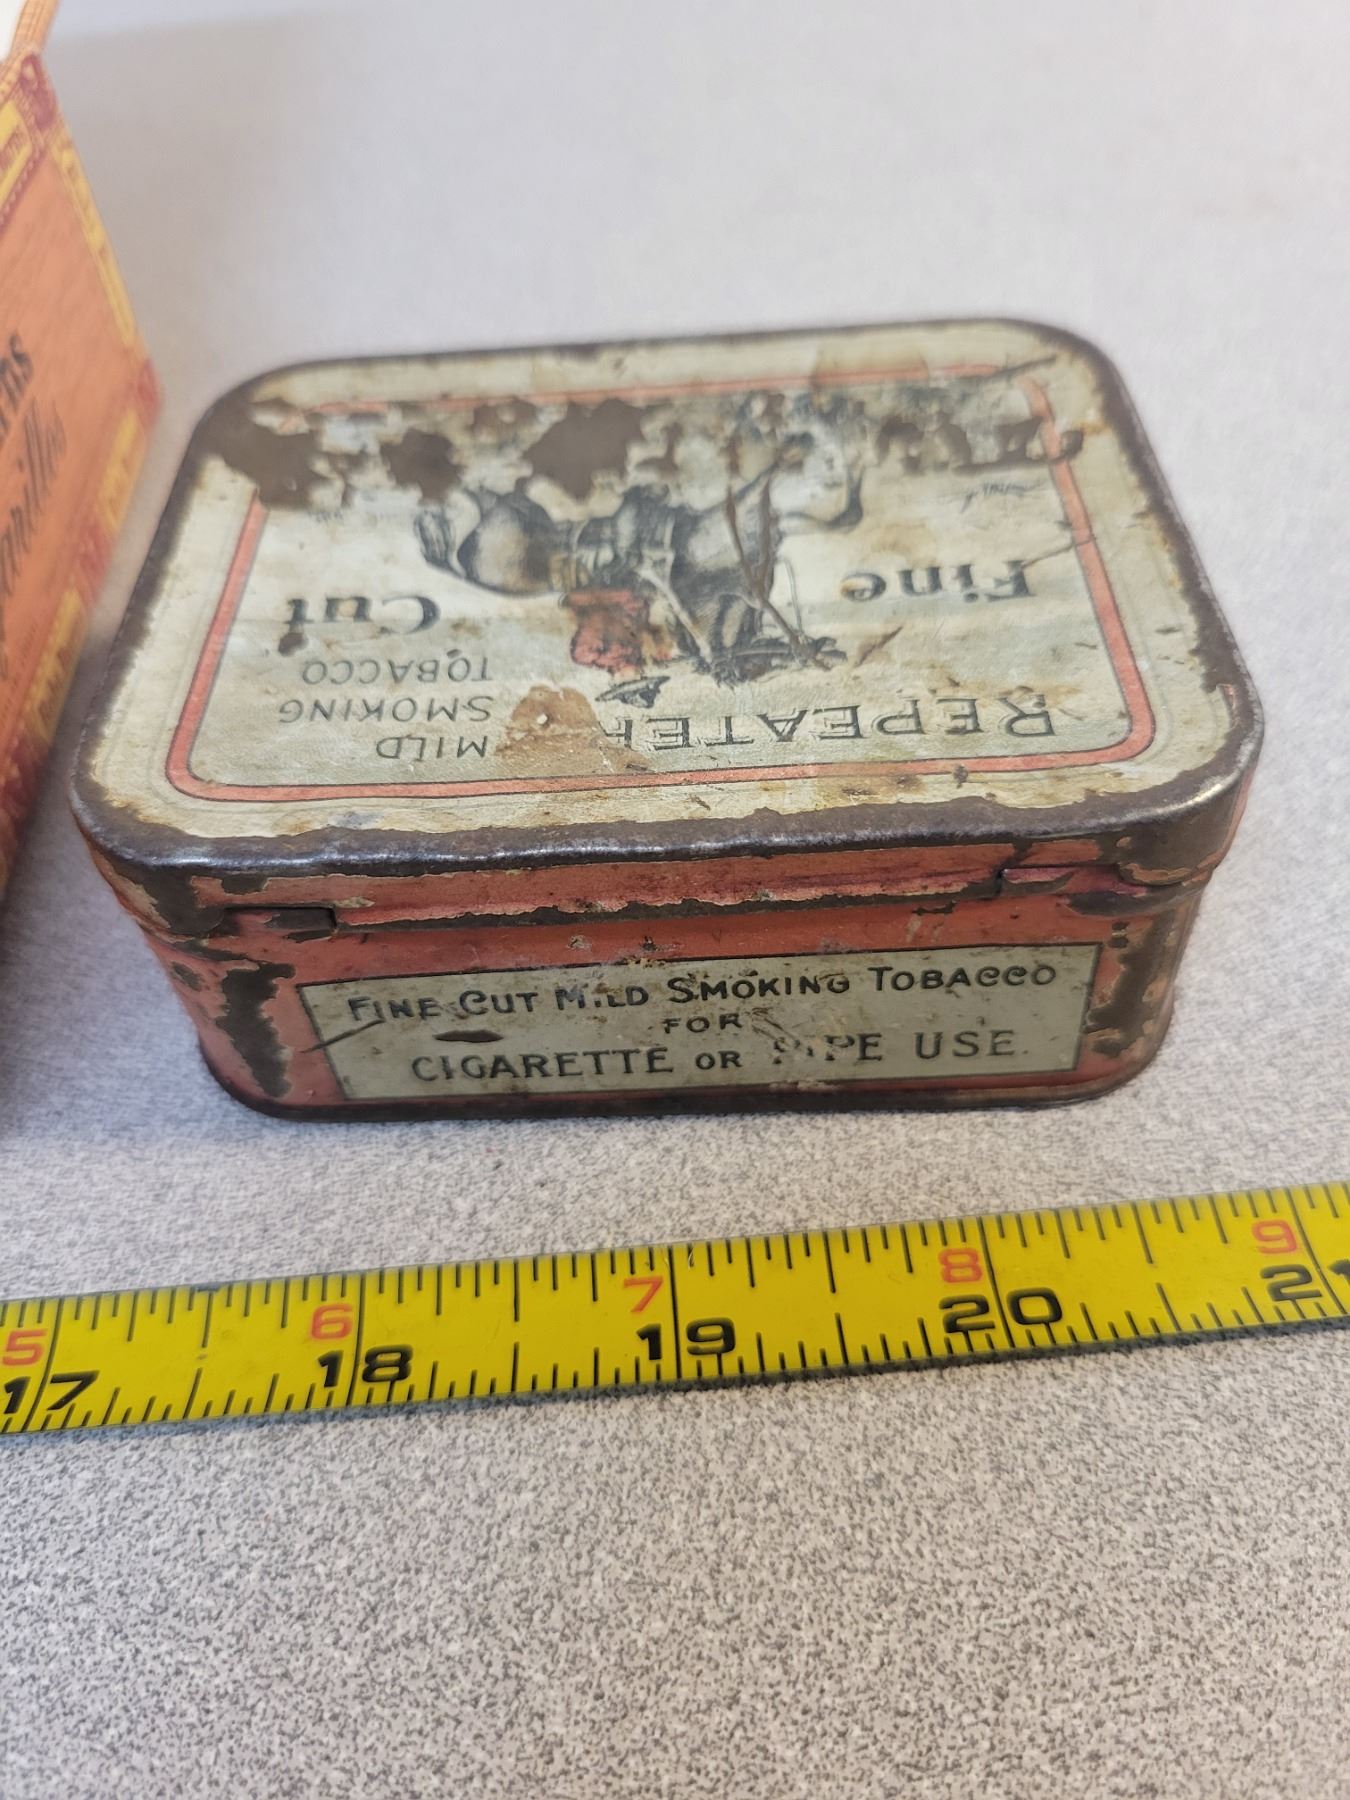 REPEATER
MILD
SMOKING
TOBACCO
Fine Cut
FINE CUT MILD SMOKING TOBACCO
FOR
CIGARETTE OR PIPE USE.
5 6 7 8 9
17 18 19 20 21